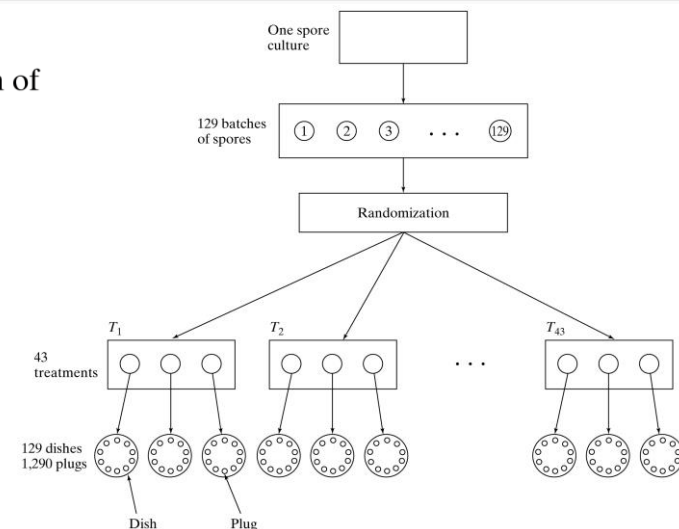 n of
One spore
culture
129 batches
of spores
1 2 3 . . . 129
Randomization
T1 T2 T43
43
treatments
. . .
129 dishes
1,290 plugs
Dish Plug